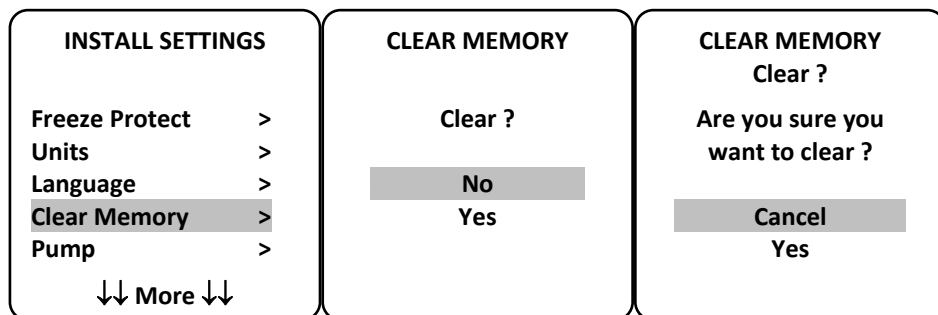 INSTALL SETTINGS
Freeze Protect >
Units >
Language >
Clear Memory >
Pump >
↓↓ More ↓↓
CLEAR MEMORY
Clear ?
No
Yes
CLEAR MEMORY
Clear ?
Are you sure you
want to clear ?
Cancel
Yes